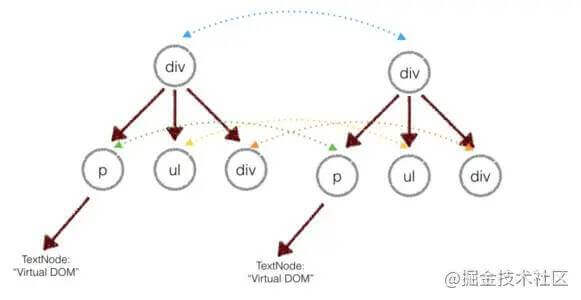 div
div
p
ul
div
p
ul
div
TextNode:
"Virtual DOM"
TextNode:
"Virtual DOM"
@掘金技术社区